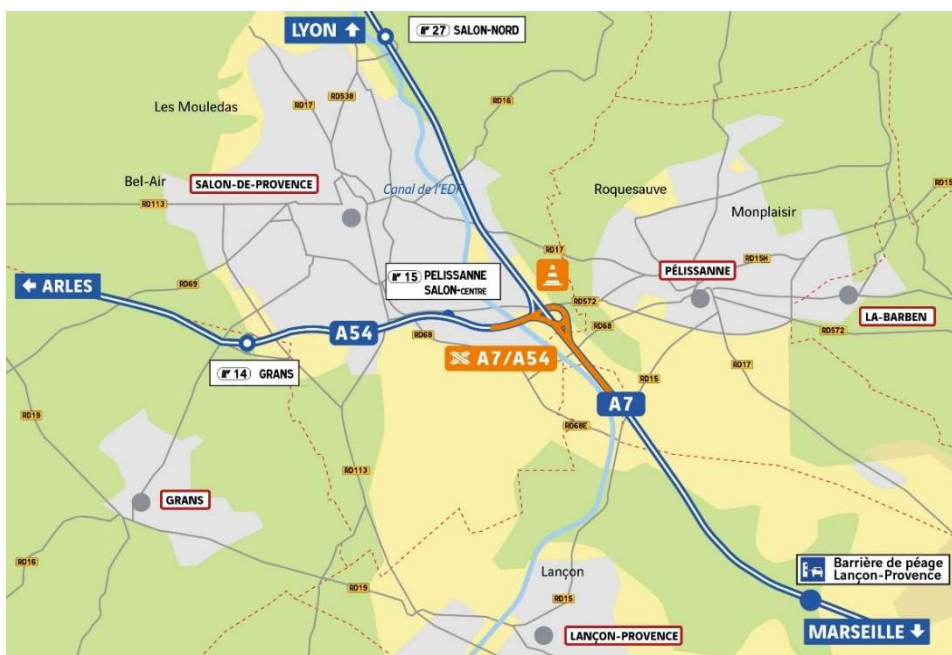 LYON
27 SALON-NORD
Les Mouledas
RD17
RD538
RD16
Bel-Air
SALON-DE-PROVENCE
Canal de l'EDF
Roquesauve
RD15
RD113
Monplaisir
RD17
RD15H
15 PELISSANNE
SALON-CENTRE
PÉLISSANNE
ARLES
RD69
RD572
LA-BARBEN
A54
RD68
RD68
RD572
A7/A54
14 GRANS
RD15
RD17
A7
RD19
RD68E
RD113
GRANS
RD16
RD19
Lançon
Barrière de péage
Lançon-Provence
RD15
LANÇON-PROVENCE
MARSEILLE